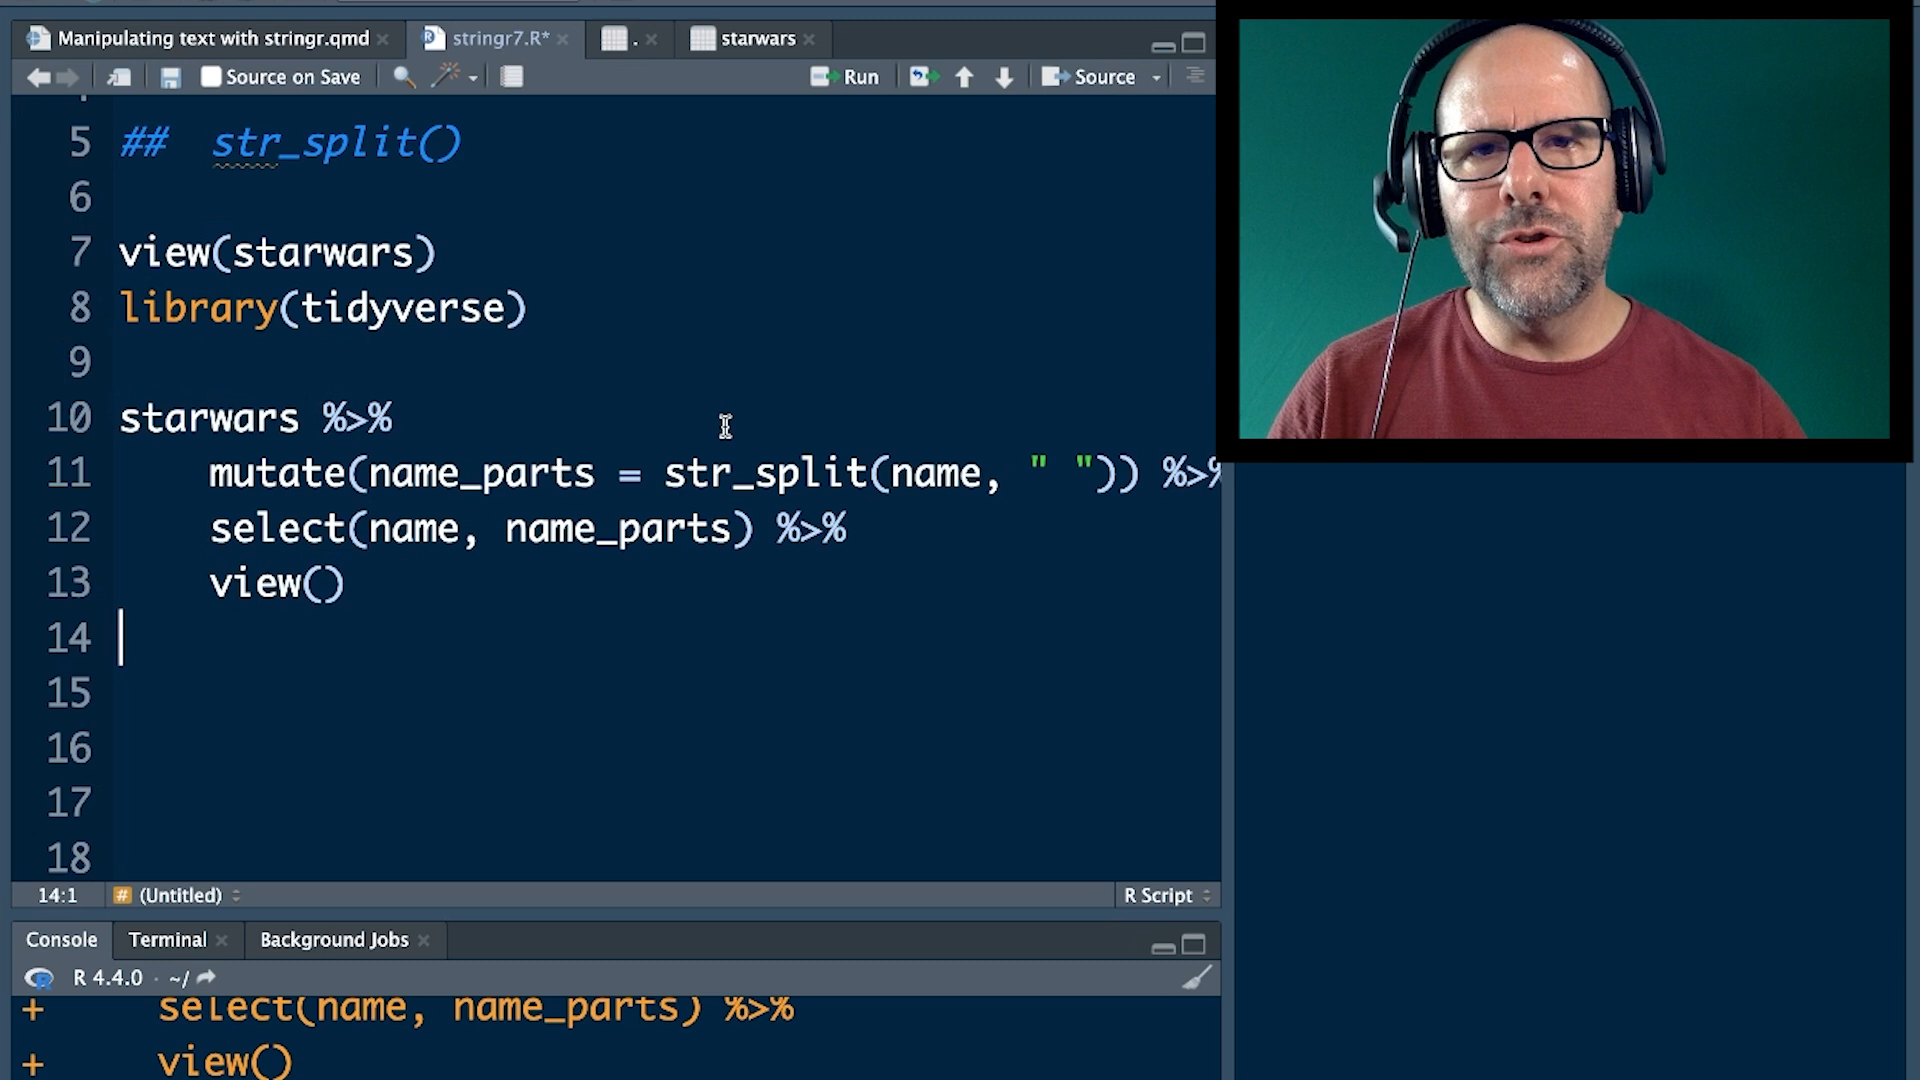 Manipulating text with stringr.qmd stringr7.R* . starwars
Source on Save Run Source
5 ## str_split()
6
7 view(starwars)
8 library(tidyverse)
9
10 starwars %>%
11 mutate(name_parts = str_split(name, " ")) %>%
12 select(name, name_parts) %>%
13 view()
14
15
16
17
18
14:1 # (Untitled) R Script
Console Terminal Background Jobs
R 4.4.0 · ~/
+ select(name, name_parts) %>%
+ view()